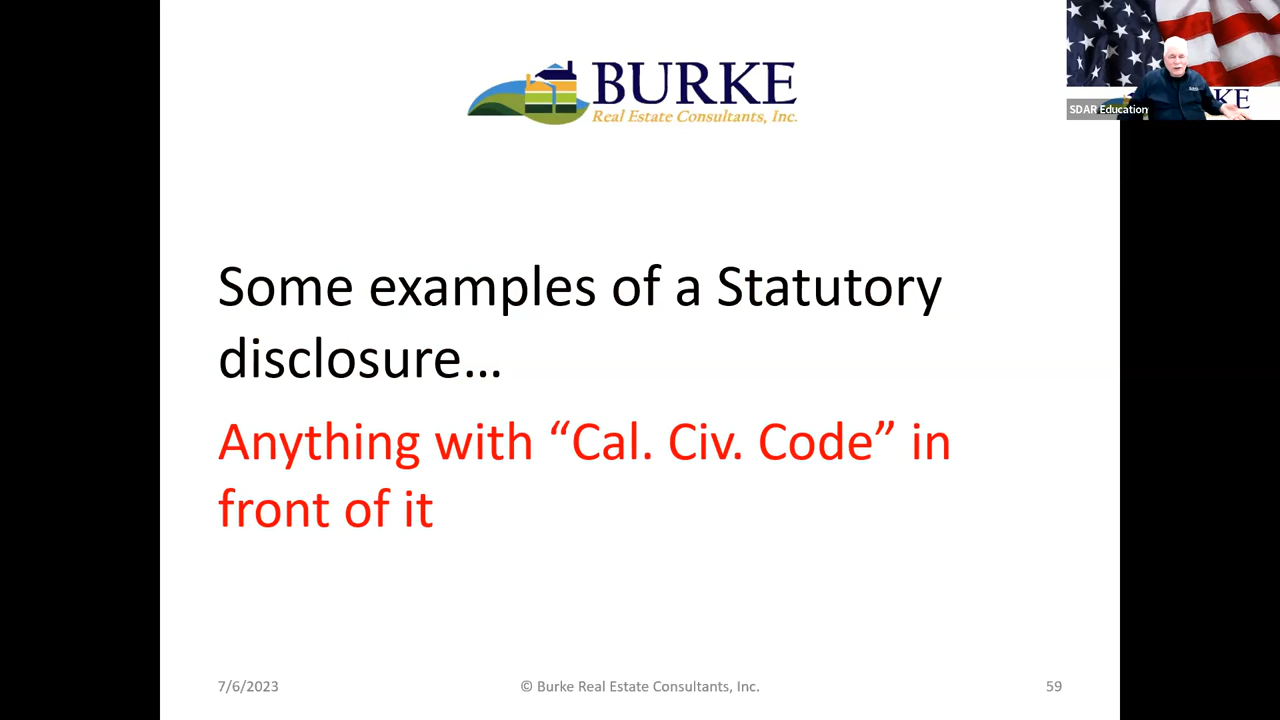 BURKE
Real Estate Consultants, Inc.
KE
SDAR Education
Some examples of a Statutory
disclosure…
Anything with “Cal. Civ. Code” in
front of it
7/6/2023
© Burke Real Estate Consultants, Inc.
59